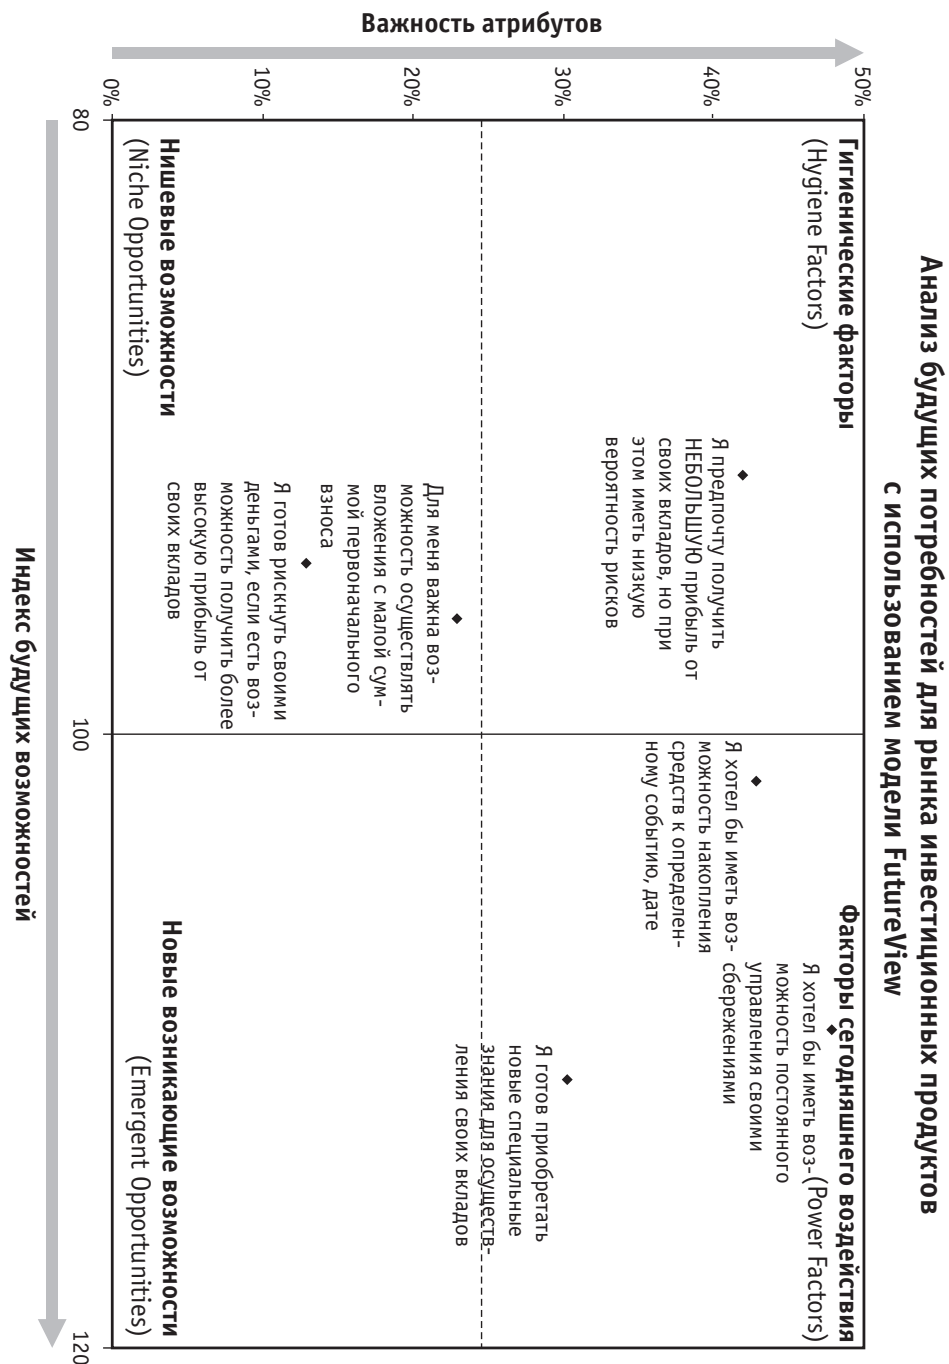 Анализ будущих потребностей для рынка инвестиционных продуктов
с использованием модели FutureView
Важность атрибутов
50%
40%
30%
20%
10%
0%
Гигиенические факторы
(Hygiene Factors)
Я предпочту получить
НЕБОЛЬШУЮ прибыль от
своих вкладов, но при
этом иметь низкую
вероятность рисков
Факторы сегодняшнего воздействия
(Power Factors)
Я хотел бы иметь воз-
можность постоянного
управления своими
сбережениями
Я хотел бы иметь воз-
можность накопления
средств к определен-
ному событию, дате
Я готов приобретать
новые специальные
знания для осуществ-
ления своих вкладов
Для меня важна воз-
можность осуществлять
вложения с малой сум-
мой первоначального
взноса
Я готов рискнуть своими
деньгами, если есть воз-
можность получить более
высокую прибыль от
своих вкладов
Нишевые возможности
(Niche Opportunities)
Новые возникающие возможности
(Emergent Opportunities)
80
100
120
Индекс будущих возможностей